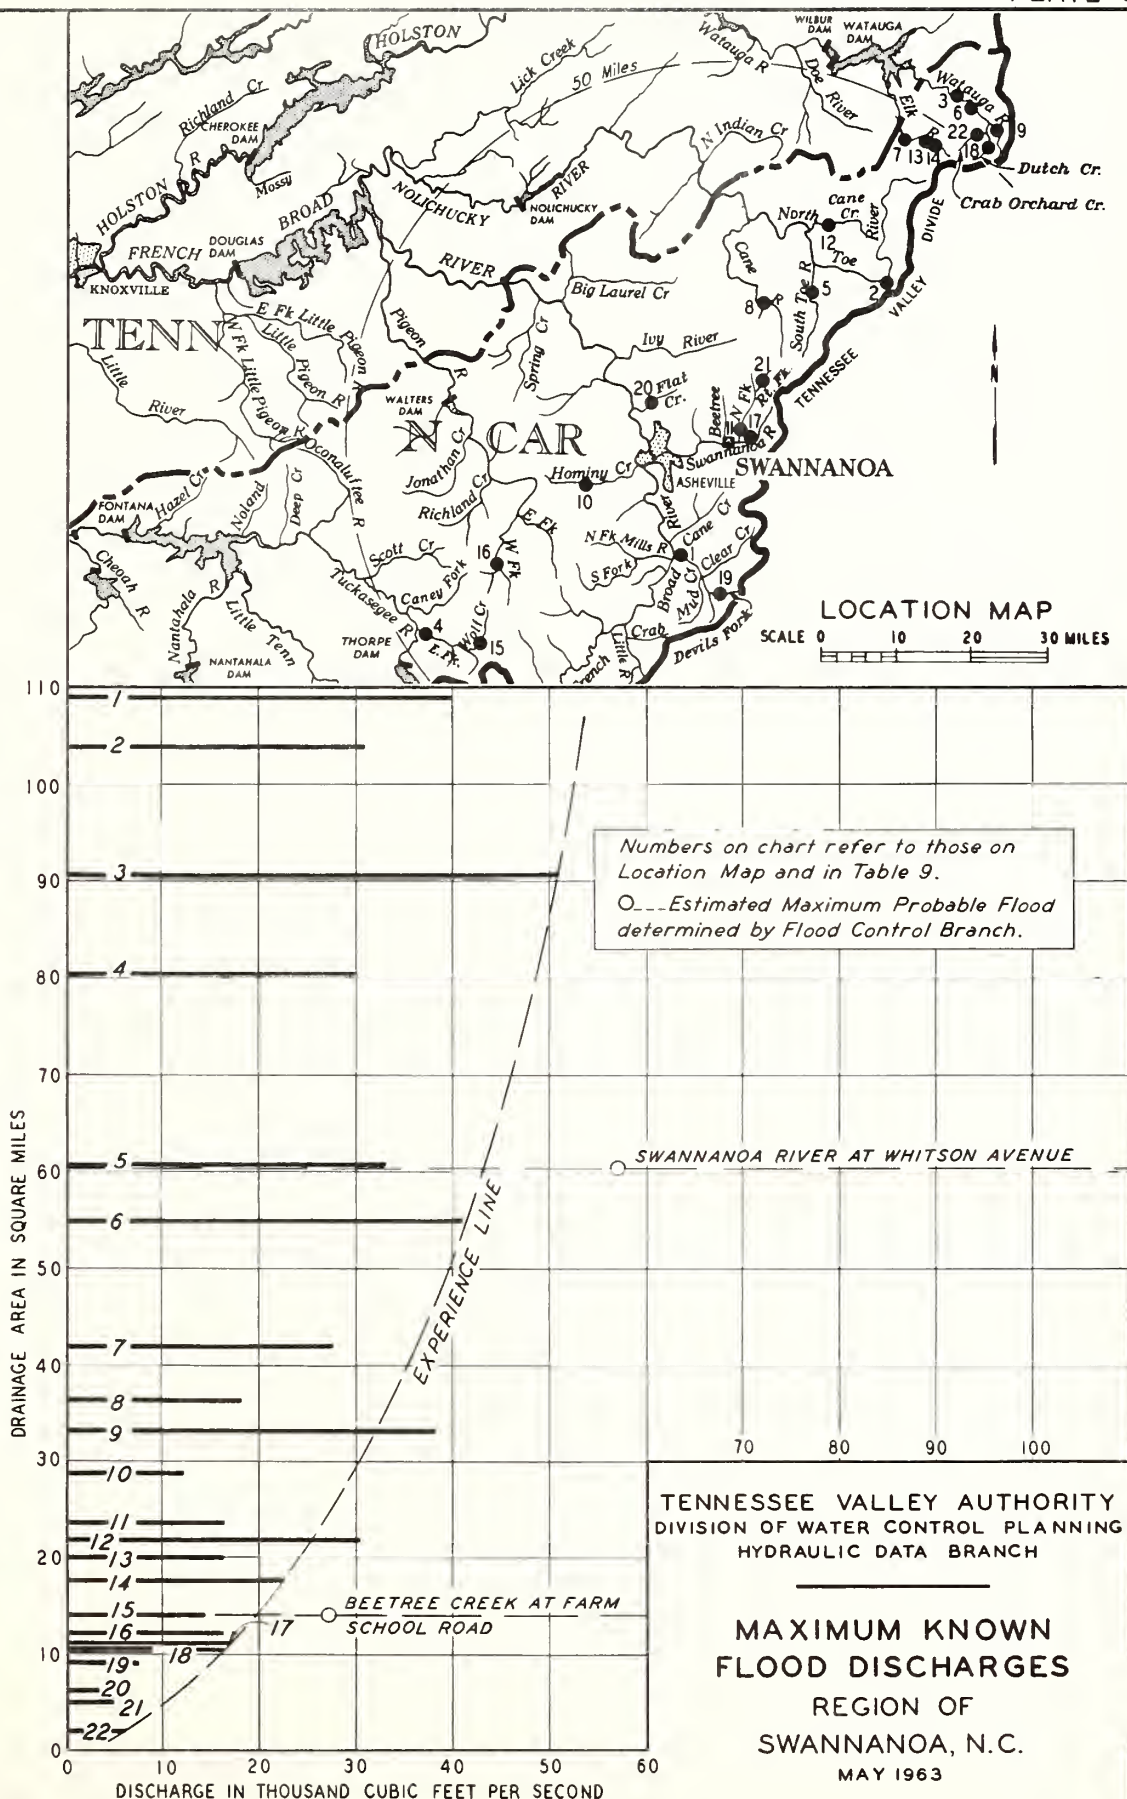 HOLSTON
Lick Creek
50 Miles
Watauga R
WILBUR
DAM
WATAUGA
DAM
Doe
River
Elk
R
Watauga R
3
6
22
9
7
13
14
18
Dutch Cr.
Crab Orchard Cr.
Richland Cr
CHEROKEE
DAM
Mossy
HOLSTON R
BROAD
NOLICHUCKY
RIVER
RIVER
NOLICHUCKY
DAM
N Indian Cr
FRENCH
DOUGLAS
DAM
KNOXVILLE
North
Cane
Cr.
12
Toe
River
Cane
R
8
South Toe R
5
2
DIVIDE
VALLEY
TENNESSEE
Big Laurel Cr
Ivy River
Spring Cr
TENN
E Fk Little Pigeon R
Little Pigeon R
W Fk Little Pigeon R
Pigeon
R
Little
River
WALTERS
DAM
N CAR
20
Flat
Cr.
21
Beetree
N Fk
Rt. Fk.
11
17
Swannanoa R
SWANNANOA
ASHEVILLE
N
Oconaluftee R
Jonathan Cr
Richland Cr
Hominy Cr
10
River
FONTANA
DAM
Hazel Cr
Noland
Deep Cr
Cheoah R
E Fk
W Fk
16
N Fk Mills R
S Fork
Cane Cr
Clear Cr
Broad
Mud Cr
19
Scott Cr
Caney Fork
Tuckasegee R
Nantahala R
Little Tenn
NANTAHALA
DAM
THORPE
DAM
4
E. Fk.
Woll Cr
15
Crab
Devils Fork
Little R
French
LOCATION MAP
SCALE 0 10 20 30 MILES
110
100
90
80
70
60
50
40
30
20
10
0
DRAINAGE AREA IN SQUARE MILES
1
2
3
4
5
6
7
8
9
10
11
12
13
14
15
16
17
18
19
20
21
22
Numbers on chart refer to those on
Location Map and in Table 9.
O---Estimated Maximum Probable Flood
determined by Flood Control Branch.
SWANNANOA RIVER AT WHITSON AVENUE
EXPERIENCE LINE
BEETREE CREEK AT FARM
SCHOOL ROAD
70 80 90 100
0 10 20 30 40 50 60
DISCHARGE IN THOUSAND CUBIC FEET PER SECOND
TENNESSEE VALLEY AUTHORITY
DIVISION OF WATER CONTROL PLANNING
HYDRAULIC DATA BRANCH
MAXIMUM KNOWN
FLOOD DISCHARGES
REGION OF
SWANNANOA, N.C.
MAY 1963